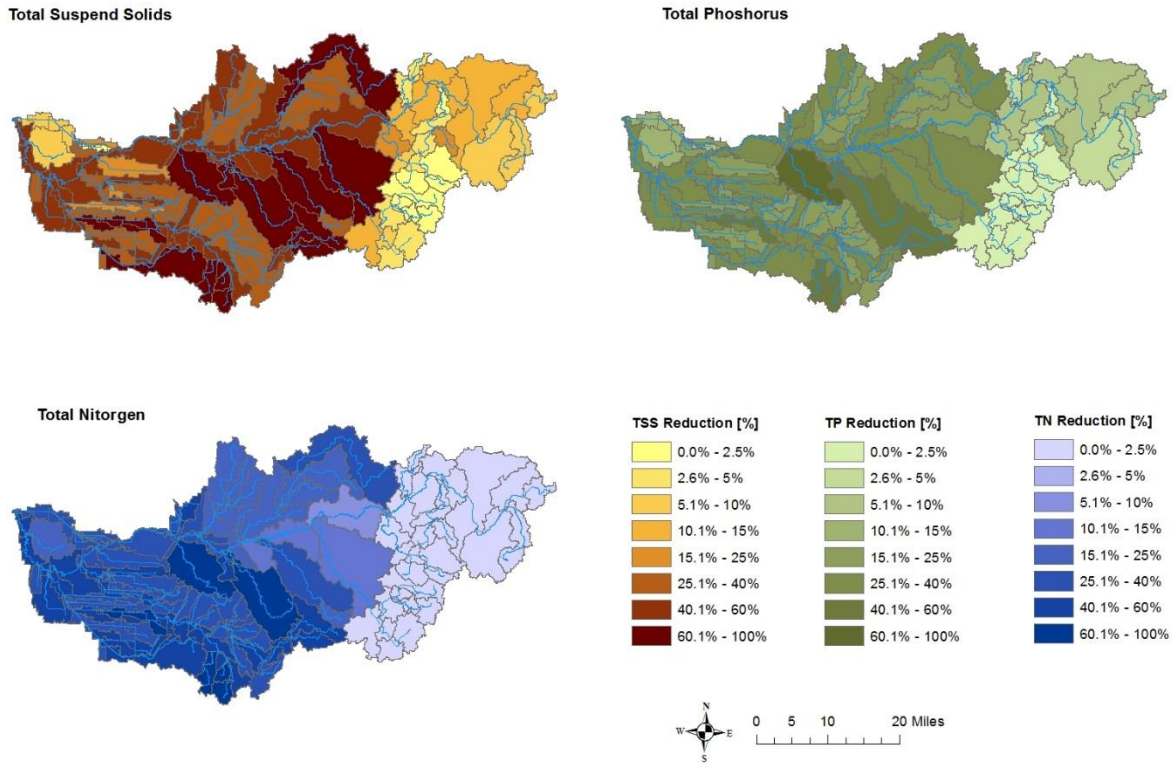 Total Suspend Solids
Total Phoshorus
Total Nitorgen
TSS Reduction [%]
0.0% - 2.5%
2.6% - 5%
5.1% - 10%
10.1% - 15%
15.1% - 25%
25.1% - 40%
40.1% - 60%
60.1% - 100%
TP Reduction [%]
0.0% - 2.5%
2.6% - 5%
5.1% - 10%
10.1% - 15%
15.1% - 25%
25.1% - 40%
40.1% - 60%
60.1% - 100%
TN Reduction [%]
0.0% - 2.5%
2.6% - 5%
5.1% - 10%
10.1% - 15%
15.1% - 25%
25.1% - 40%
40.1% - 60%
60.1% - 100%
N
W E
S
0 5 10 20 Miles